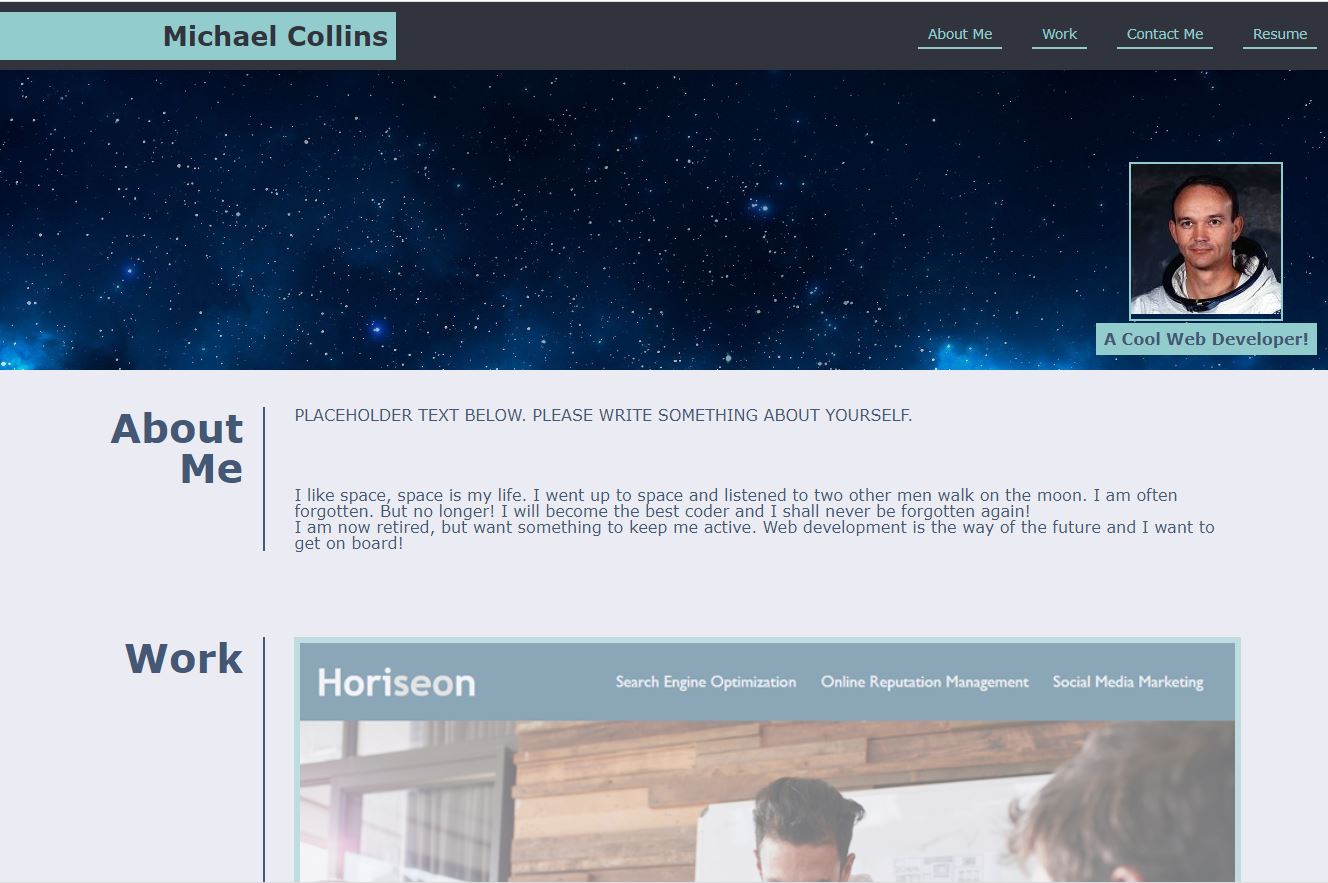 Michael Collins
About Me
Work
Contact Me
Resume
A Cool Web Developer!
About
Me
PLACEHOLDER TEXT BELOW. PLEASE WRITE SOMETHING ABOUT YOURSELF.
I like space, space is my life. I went up to space and listened to two other men walk on the moon. I am often
forgotten. But no longer! I will become the best coder and I shall never be forgotten again!
I am now retired, but want something to keep me active. Web development is the way of the future and I want to
get on board!
Work
Horiseon
Search Engine Optimization
Online Reputation Management
Social Media Marketing